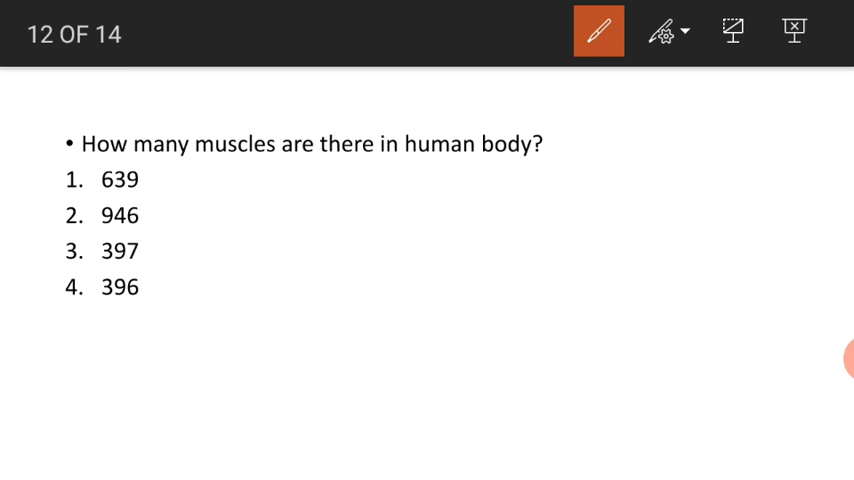 12 OF 14
• How many muscles are there in human body?
1. 639
2. 946
3. 397
4. 396